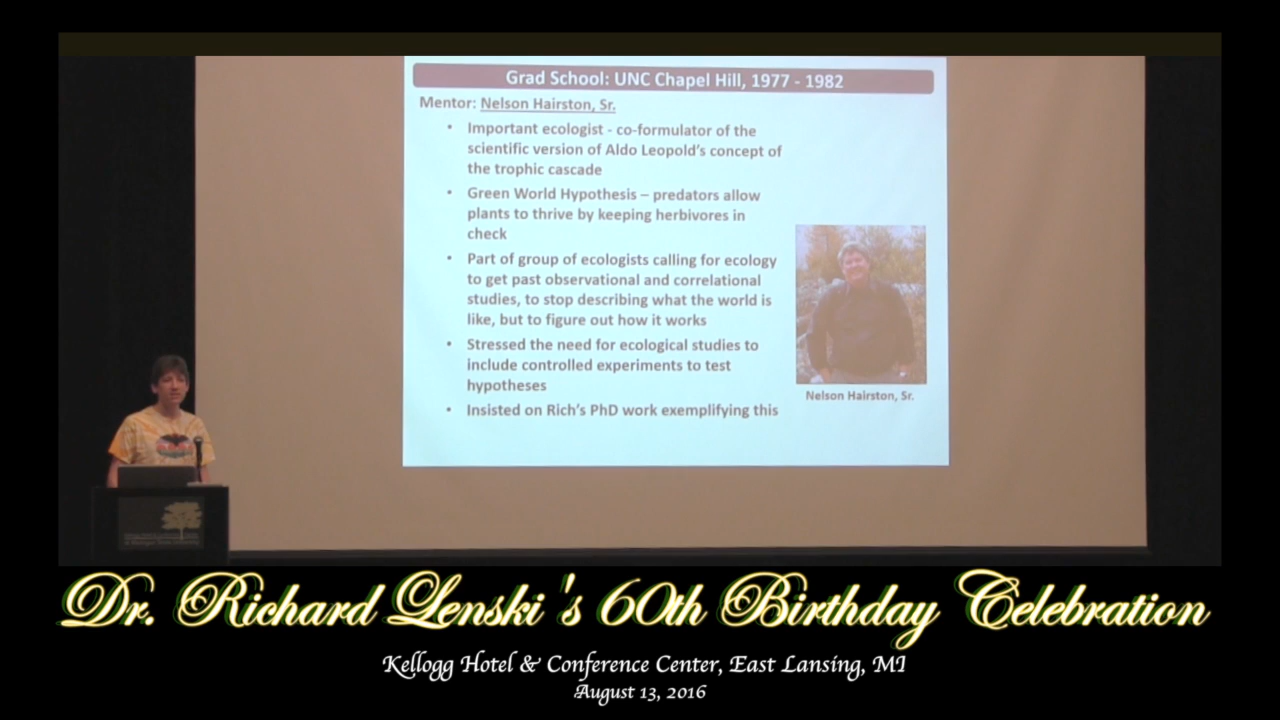 Grad School: UNC Chapel Hill, 1977 - 1982
Mentor: Nelson Hairston, Sr.
• Important ecologist - co-formulator of the
scientific version of Aldo Leopold's concept of
the trophic cascade
• Green World Hypothesis – predators allow
plants to thrive by keeping herbivores in
check
• Part of group of ecologists calling for ecology
to get past observational and correlational
studies, to stop describing what the world is
like, but to figure out how it works
• Stressed the need for ecological studies to
include controlled experiments to test
hypotheses
• Insisted on Rich's PhD work exemplifying this
Nelson Hairston, Sr.
Dr. Richard Lenski's 60th Birthday Celebration
Kellogg Hotel & Conference Center, East Lansing, MI
August 13, 2016